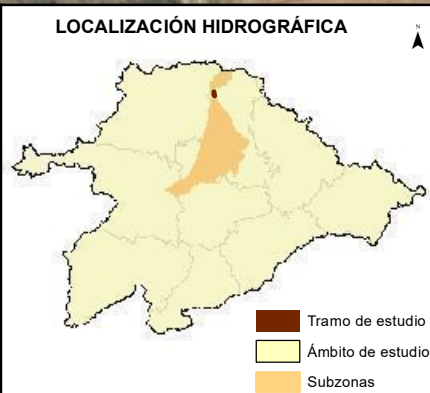 LOCALIZACIÓN HIDROGRÁFICA
N
Tramo de estudio
Ámbito de estudio
Subzonas